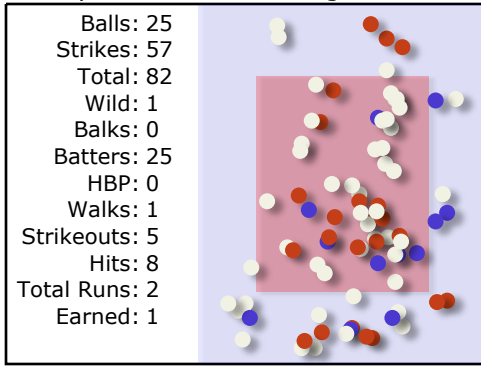 Balls: 25
Strikes: 57
Total: 82
Wild: 1
Balks: 0
Batters: 25
HBP: 0
Walks: 1
Strikeouts: 5
Hits: 8
Total Runs: 2
Earned: 1